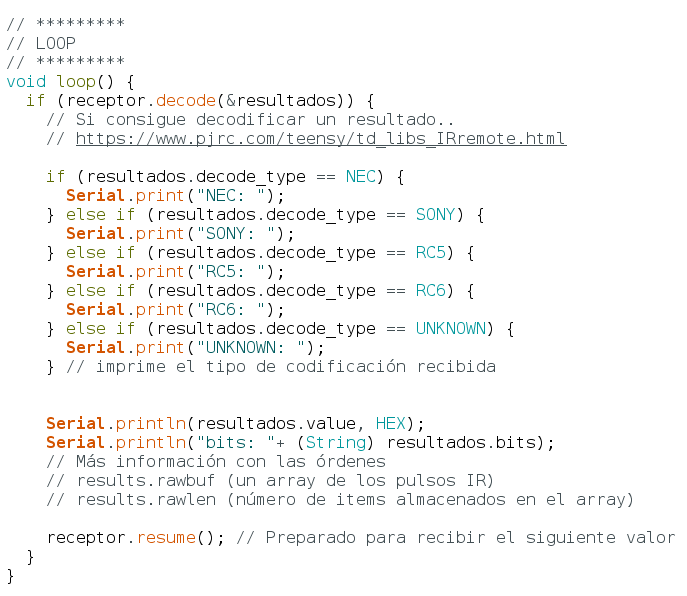 // *********
// LOOP
// *********
void loop() {
  if (receptor.decode(&resultados)) {
    // Si consigue decodificar un resultado..
    // https://www.pjrc.com/teensy/td_libs_IRremote.html

    if (resultados.decode_type == NEC) {
      Serial.print("NEC: ");
    } else if (resultados.decode_type == SONY) {
      Serial.print("SONY: ");
    } else if (resultados.decode_type == RC5) {
      Serial.print("RC5: ");
    } else if (resultados.decode_type == RC6) {
      Serial.print("RC6: ");
    } else if (resultados.decode_type == UNKNOWN) {
      Serial.print("UNKNOWN: ");
    } // imprime el tipo de codificación recibida

    Serial.println(resultados.value, HEX);
    Serial.println("bits: "+ (String) resultados.bits);
    // Más información con las órdenes
    // results.rawbuf (un array de los pulsos IR)
    // results.rawlen (número de items almacenados en el array)

    receptor.resume(); // Preparado para recibir el siguiente valor
  }
}